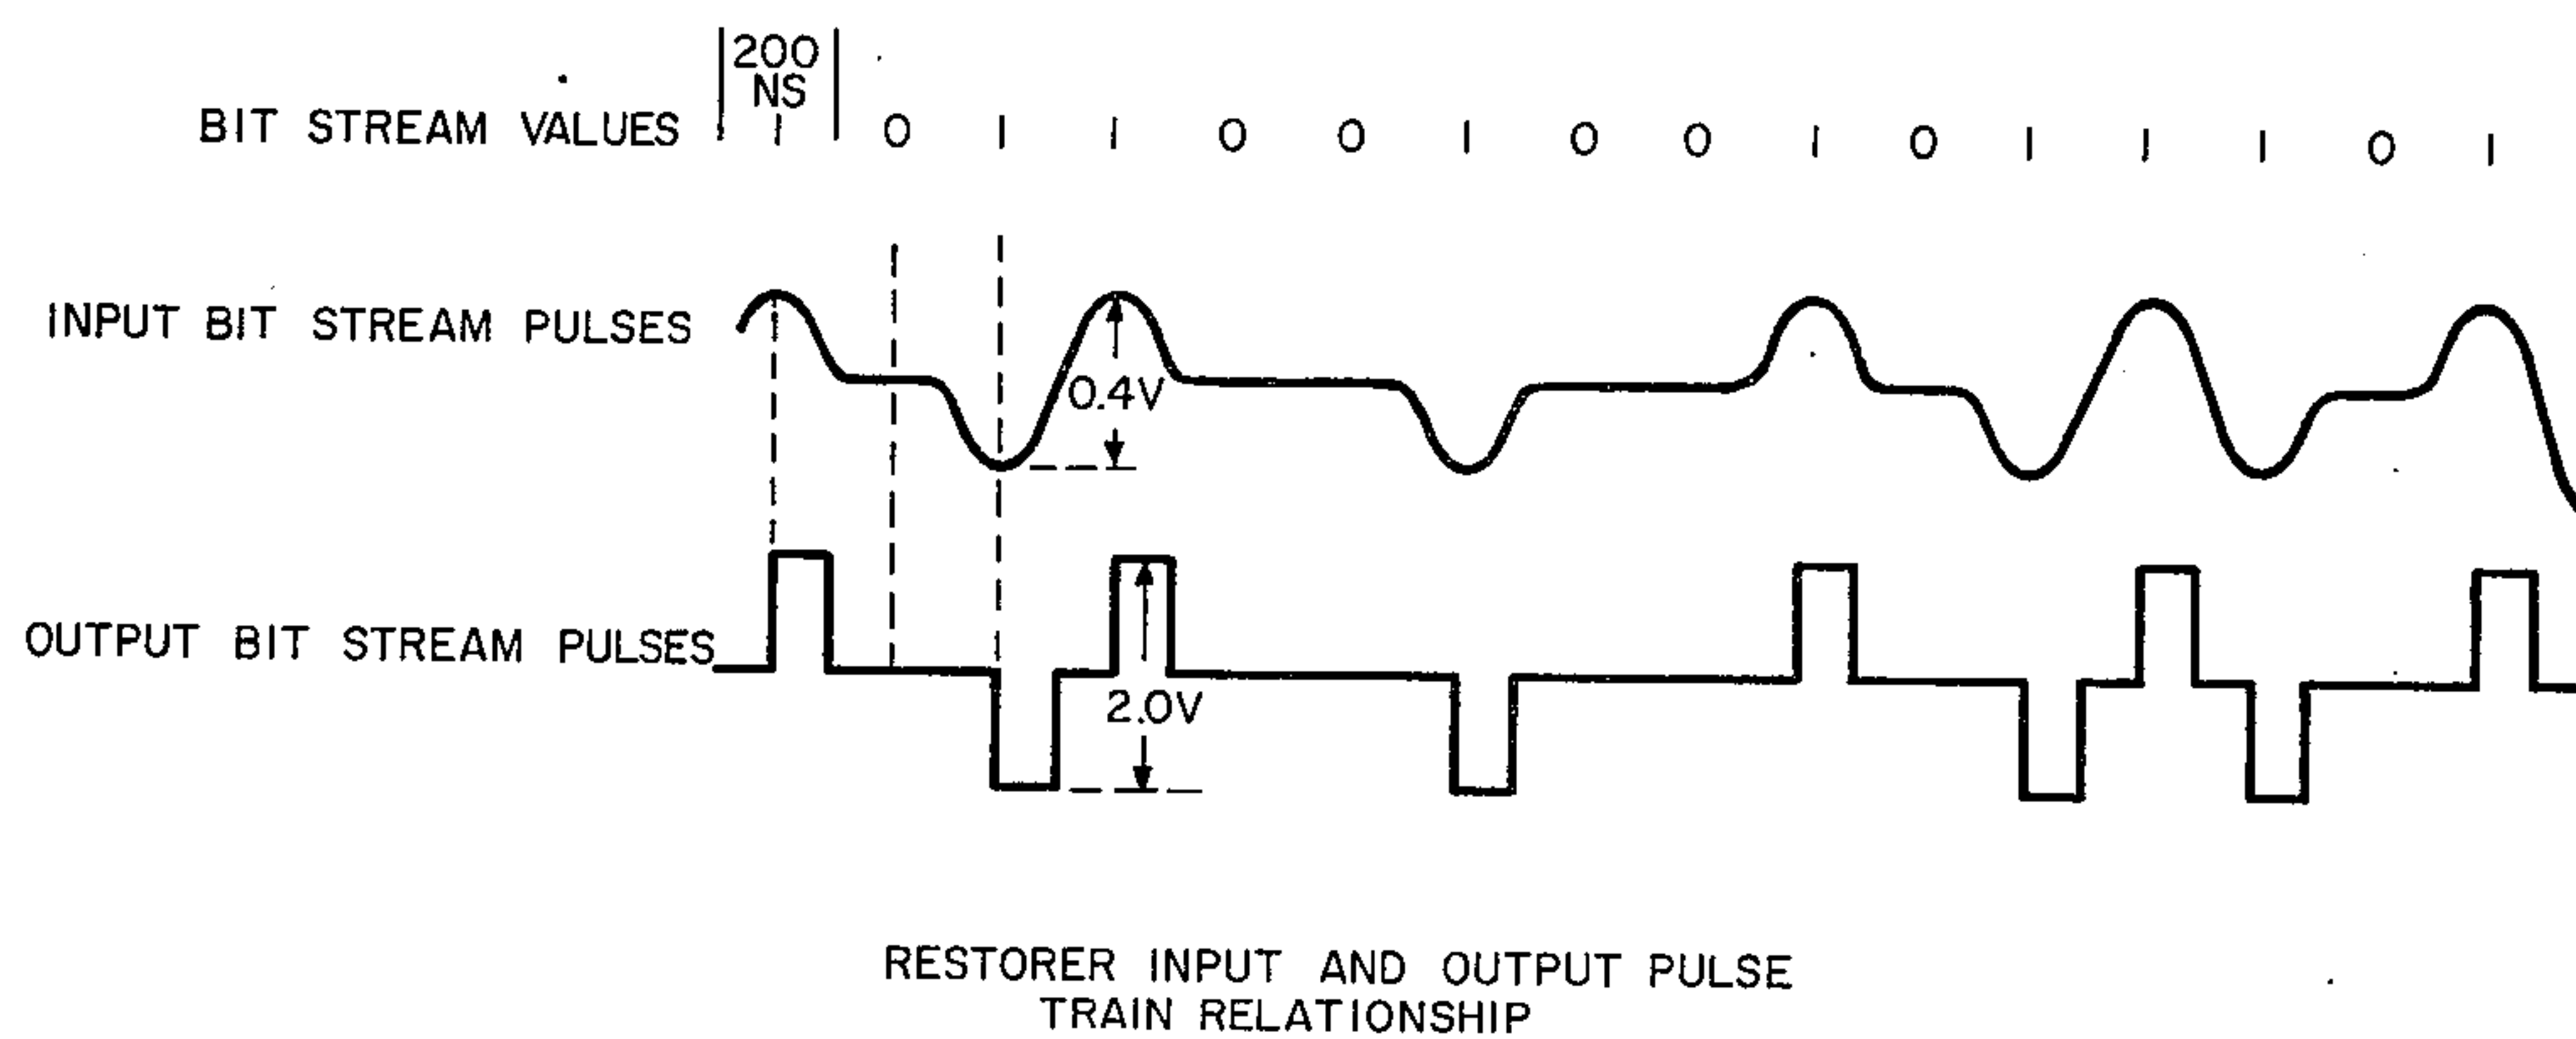 200
NS
BIT STREAM VALUES 1 0 1 1 0 0 1 0 0 1 0 1 1 1 0 1
INPUT BIT STREAM PULSES
0.4V
OUTPUT BIT STREAM PULSES
2.0V
RESTORER INPUT AND OUTPUT PULSE
TRAIN RELATIONSHIP